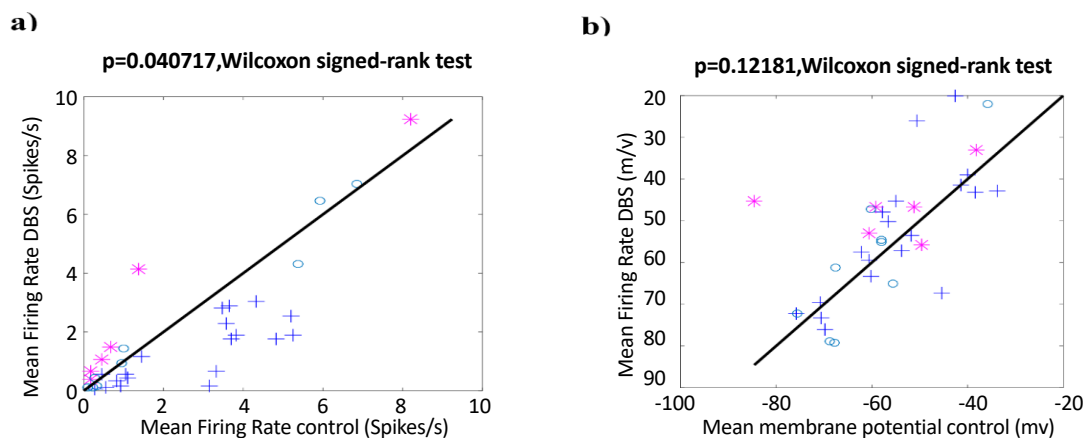 a)
p=0.040717,Wilcoxon signed-rank test
Mean Firing Rate DBS (Spikes/s)
10
8
6
4
2
0
0 2 4 6 8 10
Mean Firing Rate control (Spikes/s)
b)
p=0.12181,Wilcoxon signed-rank test
Mean Firing Rate DBS (m/v)
20
30
40
50
60
70
80
90
-100 -80 -60 -40 -20
Mean membrane potential control (mv)